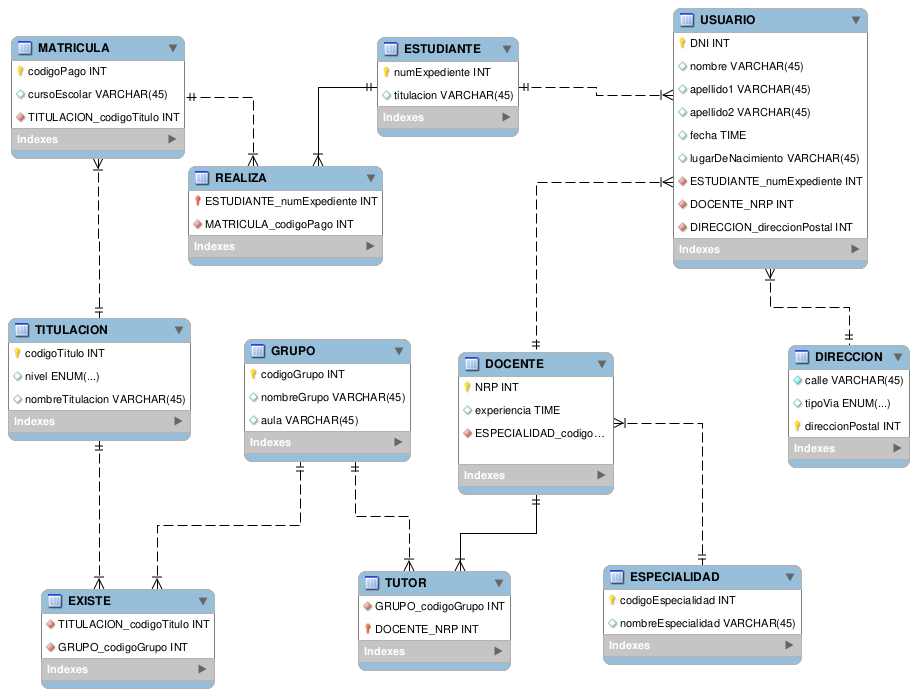 MATRICULA
codigoPago INT
cursoEscolar VARCHAR(45)
TITULACION_codigoTitulo INT
Indexes
ESTUDIANTE
numExpediente INT
titulacion VARCHAR(45)
Indexes
USUARIO
DNI INT
nombre VARCHAR(45)
apellido1 VARCHAR(45)
apellido2 VARCHAR(45)
fecha TIME
lugarDeNacimiento VARCHAR(45)
ESTUDIANTE_numExpediente INT
DOCENTE_NRP INT
DIRECCION_direccionPostal INT
Indexes
REALIZA
ESTUDIANTE_numExpediente INT
MATRICULA_codigoPago INT
Indexes
TITULACION
codigoTitulo INT
nivel ENUM(...)
nombreTitulacion VARCHAR(45)
Indexes
GRUPO
codigoGrupo INT
nombreGrupo VARCHAR(45)
aula VARCHAR(45)
Indexes
DOCENTE
NRP INT
experiencia TIME
ESPECIALIDAD_codigo...
Indexes
DIRECCION
calle VARCHAR(45)
tipoVia ENUM(...)
direccionPostal INT
Indexes
EXISTE
TITULACION_codigoTitulo INT
GRUPO_codigoGrupo INT
Indexes
TUTOR
GRUPO_codigoGrupo INT
DOCENTE_NRP INT
Indexes
ESPECIALIDAD
codigoEspecialidad INT
nombreEspecialidad VARCHAR(45)
Indexes